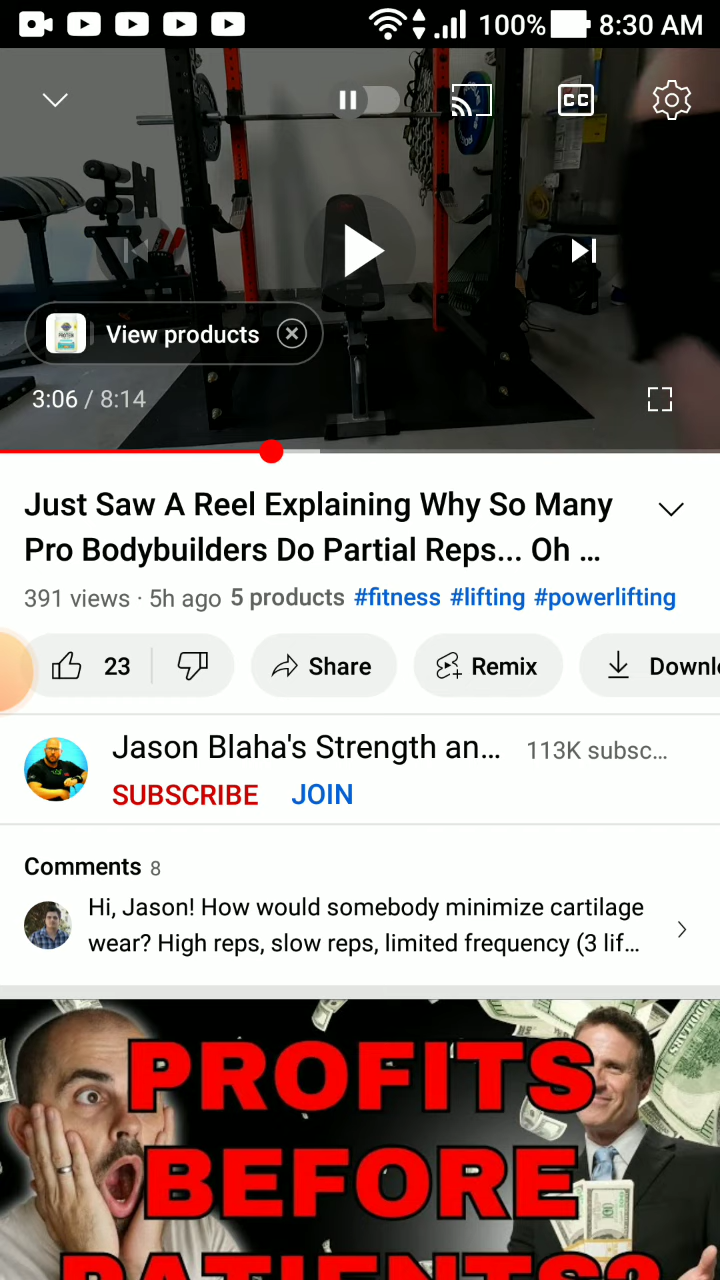 100% 8:30 AM
CC
View products
3:06 / 8:14
Just Saw A Reel Explaining Why So Many
Pro Bodybuilders Do Partial Reps... Oh ...
391 views · 5h ago 5 products #fitness #lifting #powerlifting
23 Share Remix Downl
Jason Blaha's Strength an... 113K subsc...
SUBSCRIBE JOIN
Comments 8
Hi, Jason! How would somebody minimize cartilage
wear? High reps, slow reps, limited frequency (3 lif...
PROFITS
BEFORE
PATIENTS?